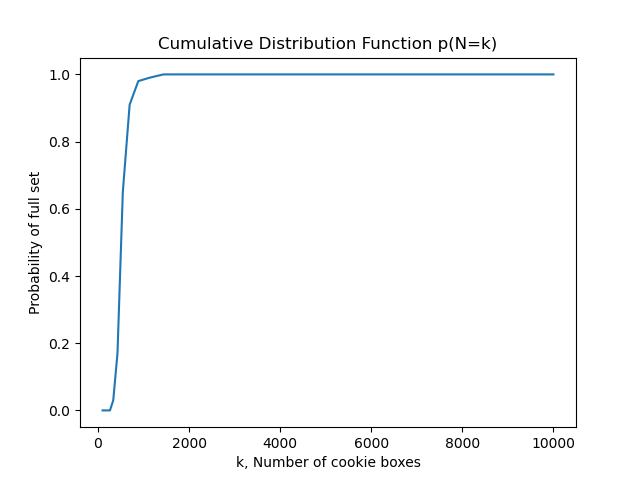 Cumulative Distribution Function p(N=k)
1.0
0.8
0.6
0.4
0.2
0.0
Probability of full set
0 2000 4000 6000 8000 10000
k, Number of cookie boxes